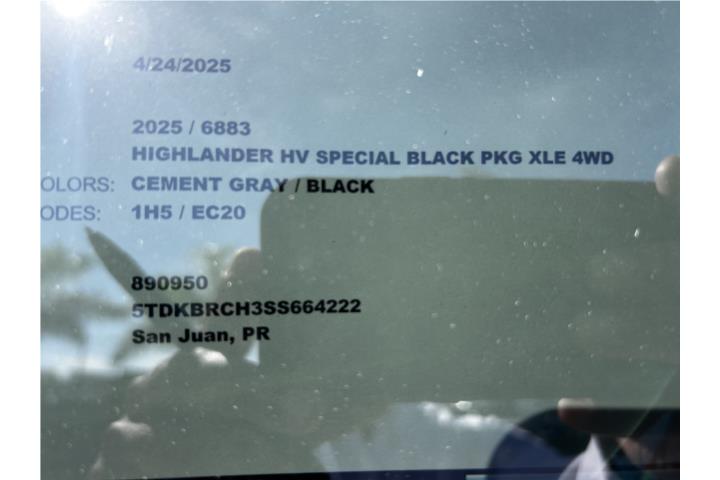 4/24/2025
2025 / 6883
HIGHLANDER HV SPECIAL BLACK PKG XLE 4WD
OLORS: CEMENT GRAY / BLACK
ODES: 1H5 / EC20
890950
5TDKBRCH3SS664222
San Juan, PR